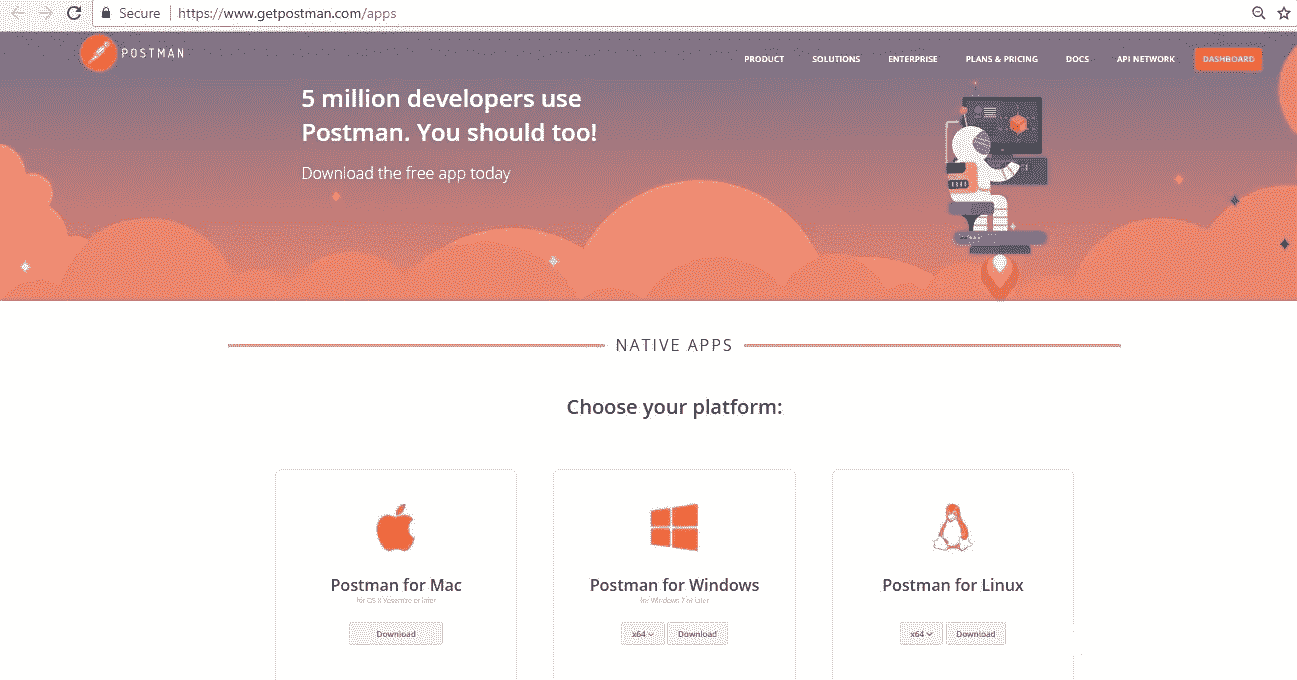 Secure https://www.getpostman.com/apps
POSTMAN
PRODUCT SOLUTIONS ENTERPRISE PLANS & PRICING DOCS API NETWORK DASHBOARD
5 million developers use
Postman. You should too!
Download the free app today
NATIVE APPS
Choose your platform:
Postman for Mac
for OS X Yosemite or later
Download
Postman for Windows
for Windows 7 or later
x64 Download
Postman for Linux
x64 Download